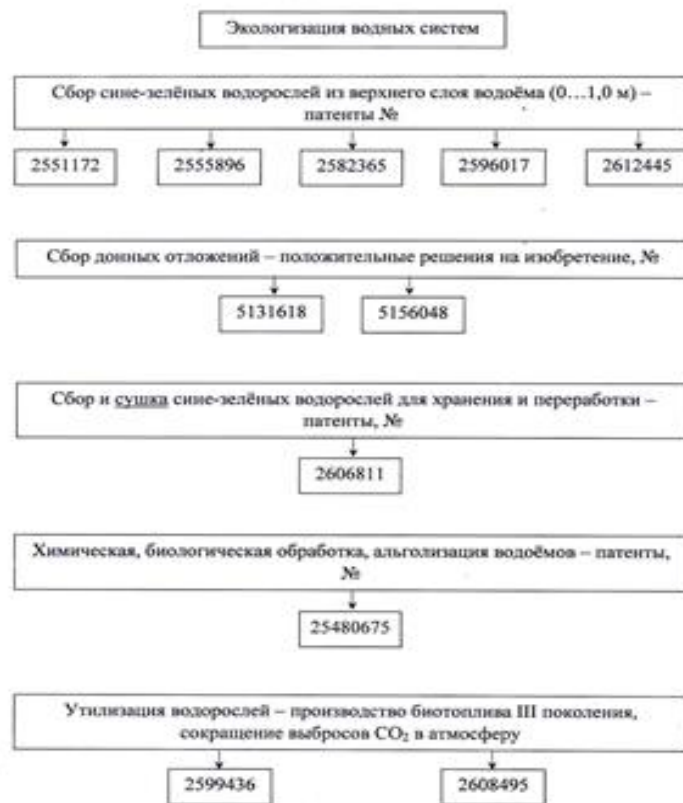 Экологизация водных систем
Сбор сине-зелёных водорослей из верхнего слоя водоёма (0…1,0 м) –
патенты №
2551172 2555896 2582365 2596017 2612445
Сбор донных отложений – положительные решения на изобретение, №
5131618 5156048
Сбор и сушка сине-зелёных водорослей для хранения и переработки –
патенты, №
2606811
Химическая, биологическая обработка, альголизация водоёмов – патенты,
№
25480675
Утилизация водорослей – производство биотоплива III поколения,
сокращение выбросов CO₂ в атмосферу
2599436 2608495